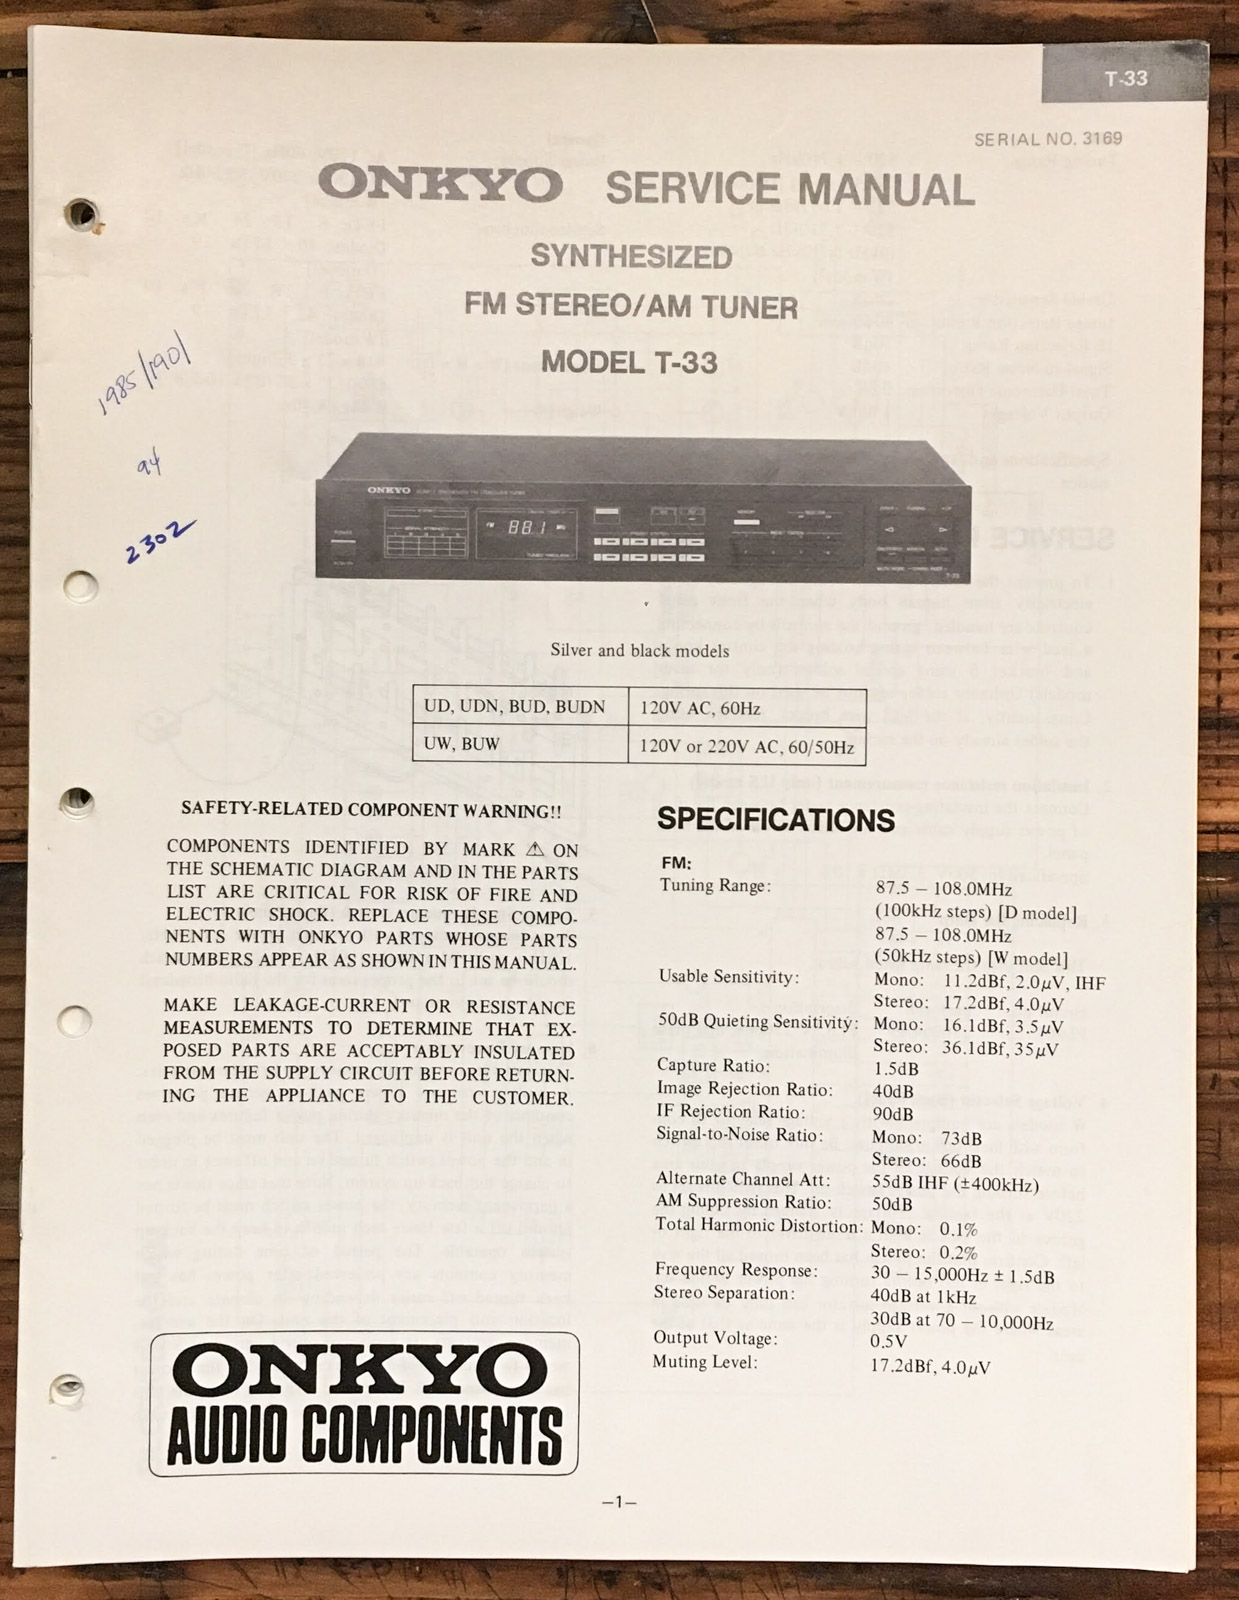 T-33
SERIAL NO. 3169
ONKYO SERVICE MANUAL
SYNTHESIZED
FM STEREO/AM TUNER
MODEL T-33
1985/1901
94
2302
ONKYO
FM 88.1 MHz
T-33
Silver and black models
UD, UDN, BUD, BUDN 120V AC, 60Hz
UW, BUW 120V or 220V AC, 60/50Hz
SAFETY-RELATED COMPONENT WARNING!!
COMPONENTS IDENTIFIED BY MARK ⚠ ON
THE SCHEMATIC DIAGRAM AND IN THE PARTS
LIST ARE CRITICAL FOR RISK OF FIRE AND
ELECTRIC SHOCK. REPLACE THESE COMPO-
NENTS WITH ONKYO PARTS WHOSE PARTS
NUMBERS APPEAR AS SHOWN IN THIS MANUAL.
MAKE LEAKAGE-CURRENT OR RESISTANCE
MEASUREMENTS TO DETERMINE THAT EX-
POSED PARTS ARE ACCEPTABLY INSULATED
FROM THE SUPPLY CIRCUIT BEFORE RETURN-
ING THE APPLIANCE TO THE CUSTOMER.
ONKYO
AUDIO COMPONENTS
SPECIFICATIONS
FM:
Tuning Range: 87.5 – 108.0MHz
(100kHz steps) [D model]
87.5 – 108.0MHz
(50kHz steps) [W model]
Usable Sensitivity: Mono: 11.2dBf, 2.0μV, IHF
Stereo: 17.2dBf, 4.0μV
50dB Quieting Sensitivity: Mono: 16.1dBf, 3.5μV
Stereo: 36.1dBf, 35μV
Capture Ratio: 1.5dB
Image Rejection Ratio: 40dB
IF Rejection Ratio: 90dB
Signal-to-Noise Ratio: Mono: 73dB
Stereo: 66dB
Alternate Channel Att: 55dB IHF (±400kHz)
AM Suppression Ratio: 50dB
Total Harmonic Distortion: Mono: 0.1%
Stereo: 0.2%
Frequency Response: 30 – 15,000Hz ± 1.5dB
Stereo Separation: 40dB at 1kHz
30dB at 70 – 10,000Hz
Output Voltage: 0.5V
Muting Level: 17.2dBf, 4.0μV
–1–